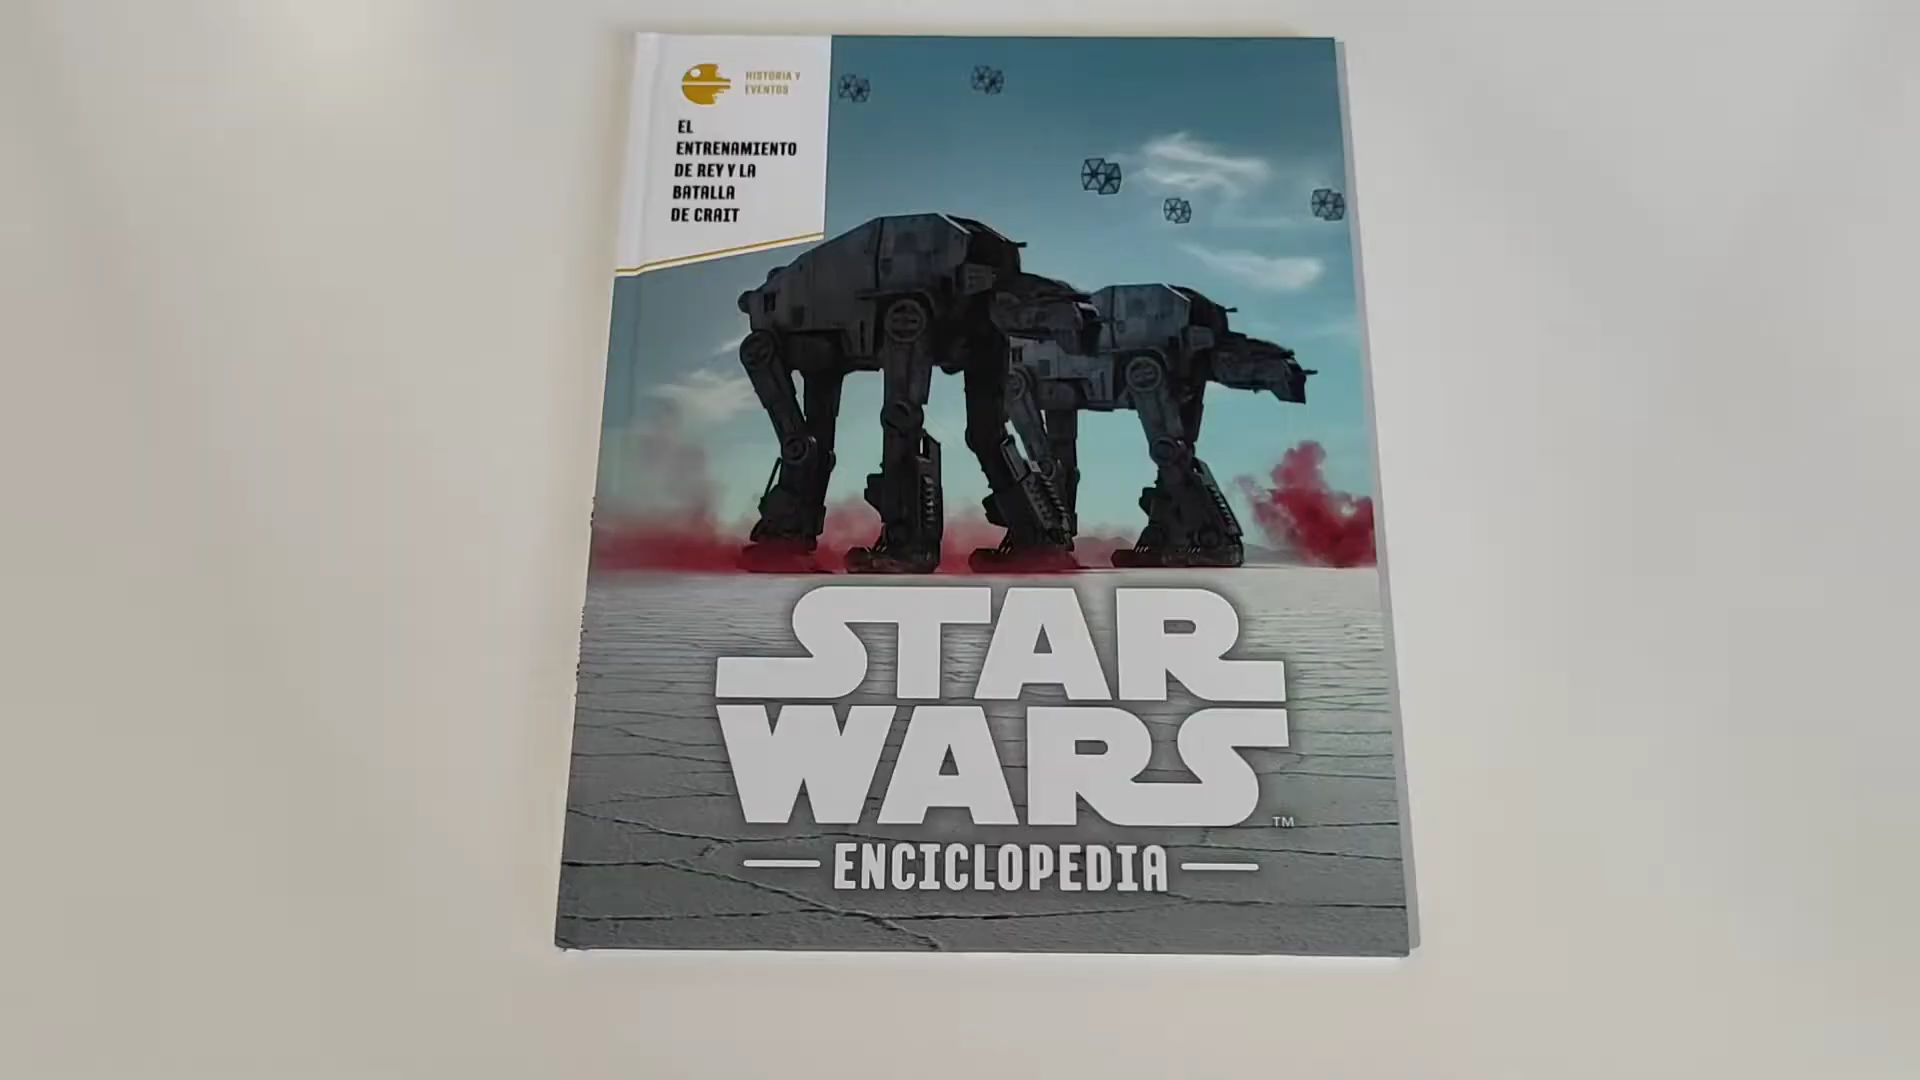 HISTORIA Y
EVENTOS
EL
ENTRENAMIENTO
DE REY Y LA
BATALLA
DE CRAIT
STAR
WARS
TM
ENCICLOPEDIA